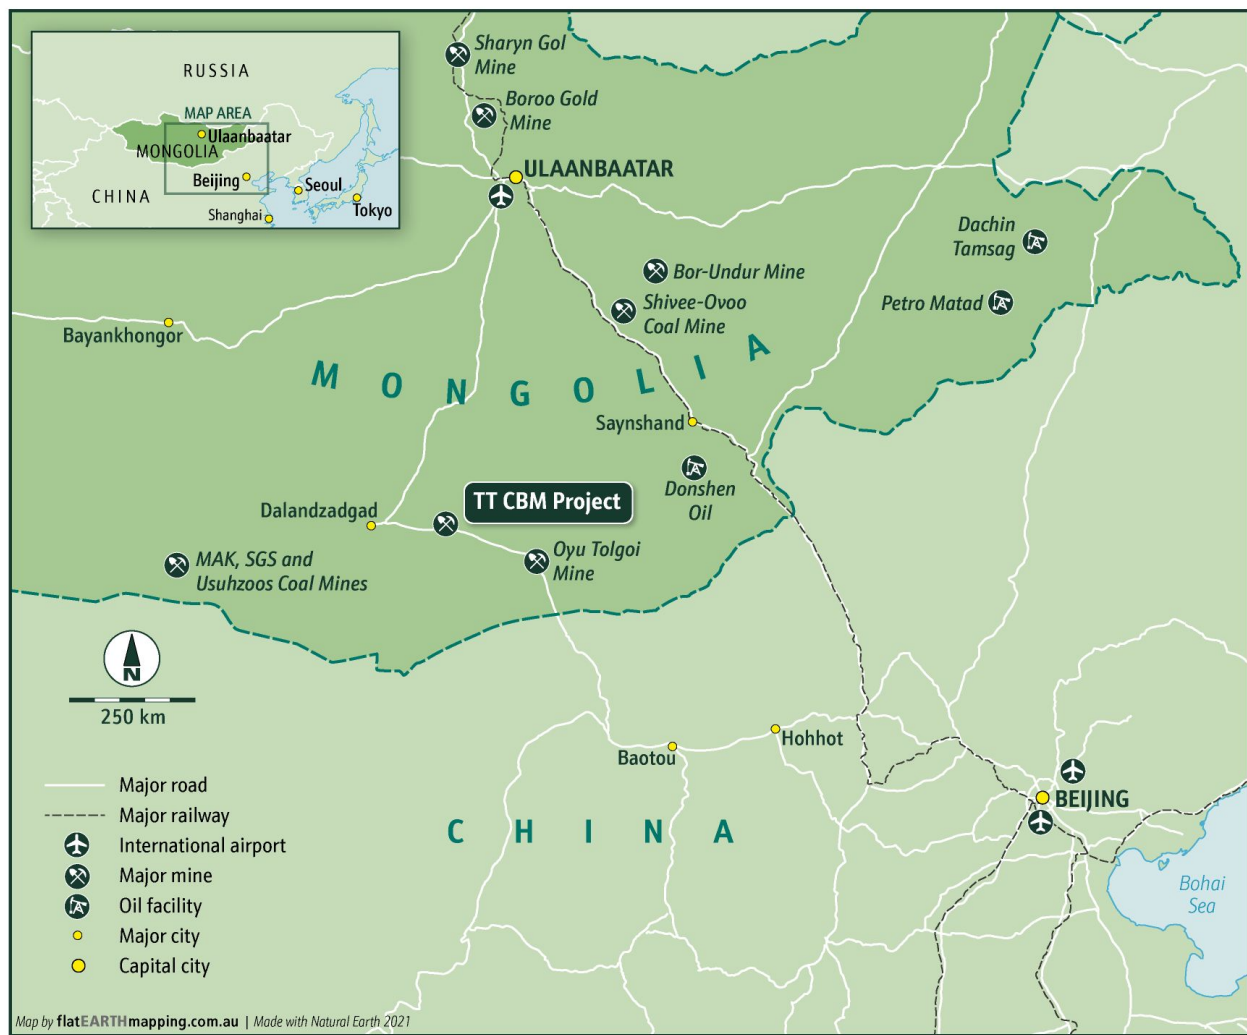 RUSSIA
MAP AREA
Ulaanbaatar
MONGOLIA
Beijing
Seoul
CHINA
Shanghai
Tokyo
Sharyn Gol
Mine
Boroo Gold
Mine
ULAANBAATAR
Dachin
Tamsag
Bor-Undur Mine
Petro Matad
Shivee-Ovoo
Coal Mine
Bayankhongor
MONGOLIA
Saynshand
Donshen
Oil
TT CBM Project
Dalandzadgad
Oyu Tolgoi
Mine
MAK, SGS and
Usuhzoos Coal Mines
N
250 km
Hohhot
Baotou
BEIJING
CHINA
Bohai
Sea
Major road
Major railway
International airport
Major mine
Oil facility
Major city
Capital city
Map by flatEARTHmapping.com.au | Made with Natural Earth 2021